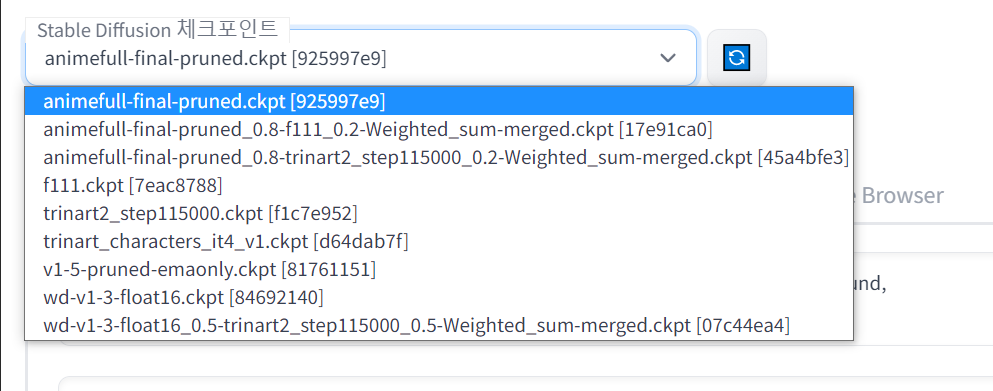 Stable Diffusion 체크포인트
animefull-final-pruned.ckpt [925997e9]
animefull-final-pruned.ckpt [925997e9]
animefull-final-pruned_0.8-f111_0.2-Weighted_sum-merged.ckpt [17e91ca0]
animefull-final-pruned_0.8-trinart2_step115000_0.2-Weighted_sum-merged.ckpt [45a4bfe3]
f111.ckpt [7eac8788]
Browser
trinart2_step115000.ckpt [f1c7e952]
trinart_characters_it4_v1.ckpt [d64dab7f]
v1-5-pruned-emaonly.ckpt [81761151]
und,
wd-v1-3-float16.ckpt [84692140]
wd-v1-3-float16_0.5-trinart2_step115000_0.5-Weighted_sum-merged.ckpt [07c44ea4]